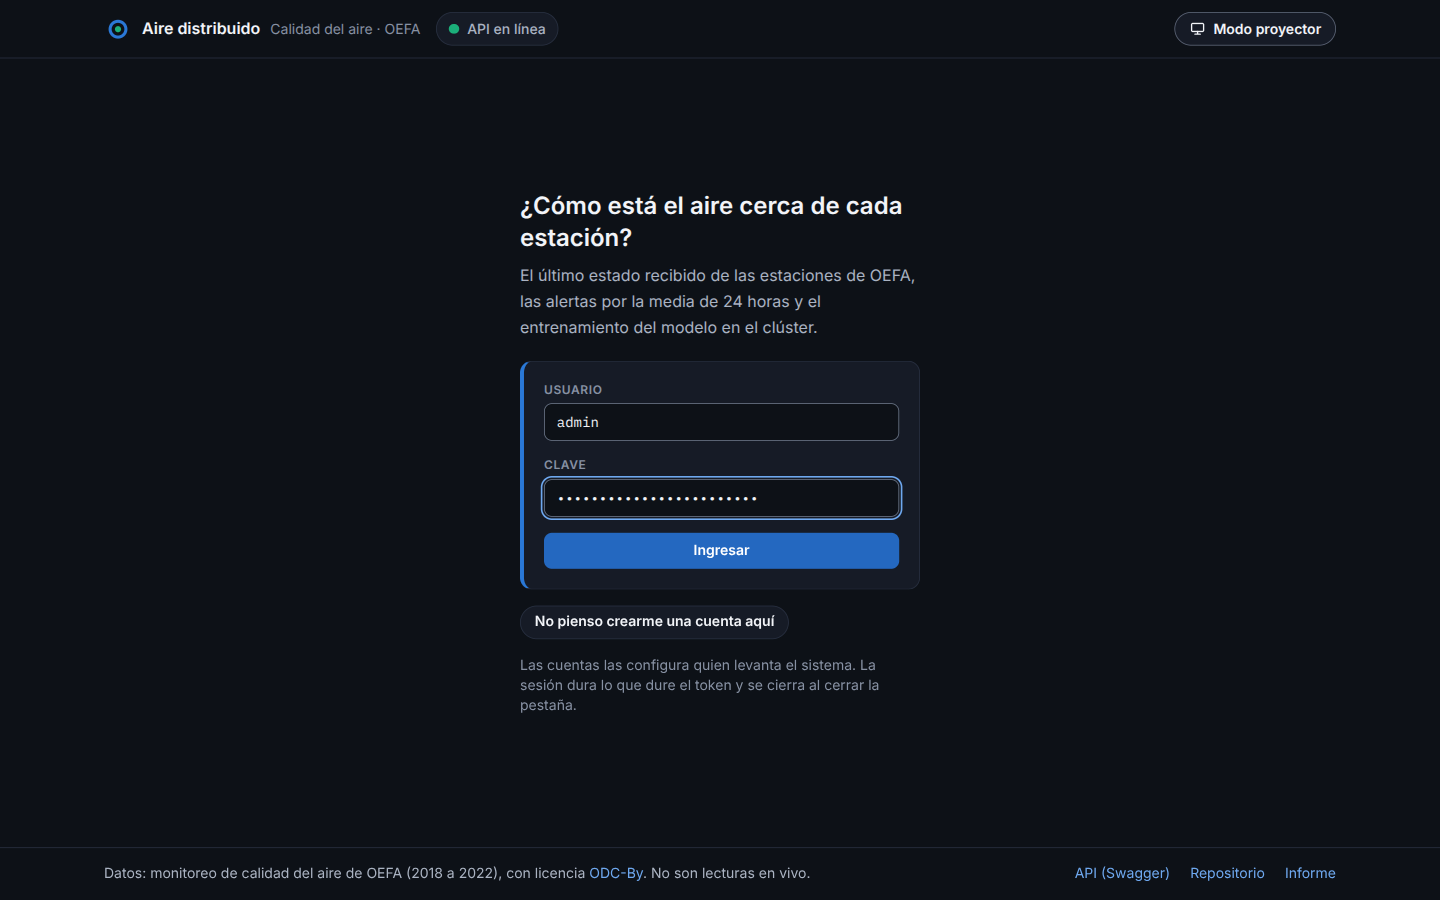 Aire distribuido Calidad del aire · OEFA API en línea Modo proyector
¿Cómo está el aire cerca de cada
estación?
El último estado recibido de las estaciones de OEFA,
las alertas por la media de 24 horas y el
entrenamiento del modelo en el clúster.
USUARIO
admin
CLAVE
••••••••••••••••••••••••
Ingresar
No pienso crearme una cuenta aquí
Las cuentas las configura quien levanta el sistema. La
sesión dura lo que dure el token y se cierra al cerrar la
pestaña.
Datos: monitoreo de calidad del aire de OEFA (2018 a 2022), con licencia ODC-By. No son lecturas en vivo. API (Swagger) Repositorio Informe